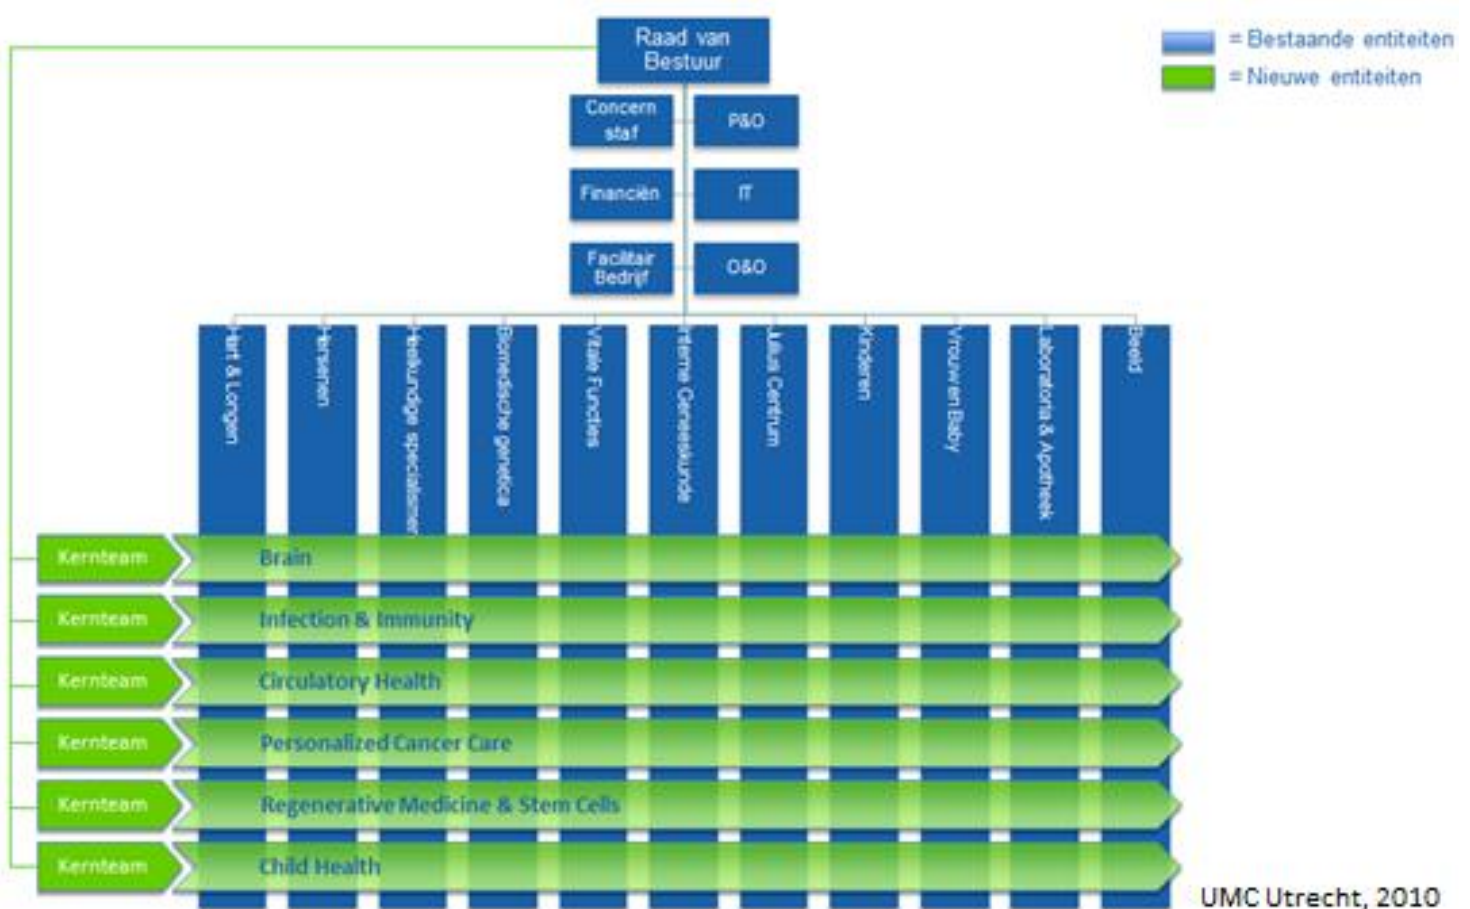 Raad van
Bestuur
= Bestaande entiteiten
= Nieuwe entiteiten
Concern
staf
P&O
Financiën
IT
Facilitair
Bedrijf
O&O
Hart & Longen
Hersenen
Heelkundige specialismen
Biomedische genetica
Vitale Functies
Interne Geneeskunde
Julius Centrum
Kinderen
Vrouw en Baby
Laboratoria & Apotheek
Beeld
Kernteam
Brain
Kernteam
Infection & Immunity
Kernteam
Circulatory Health
Kernteam
Personalized Cancer Care
Kernteam
Regenerative Medicine & Stem Cells
Kernteam
Child Health
UMC Utrecht, 2010